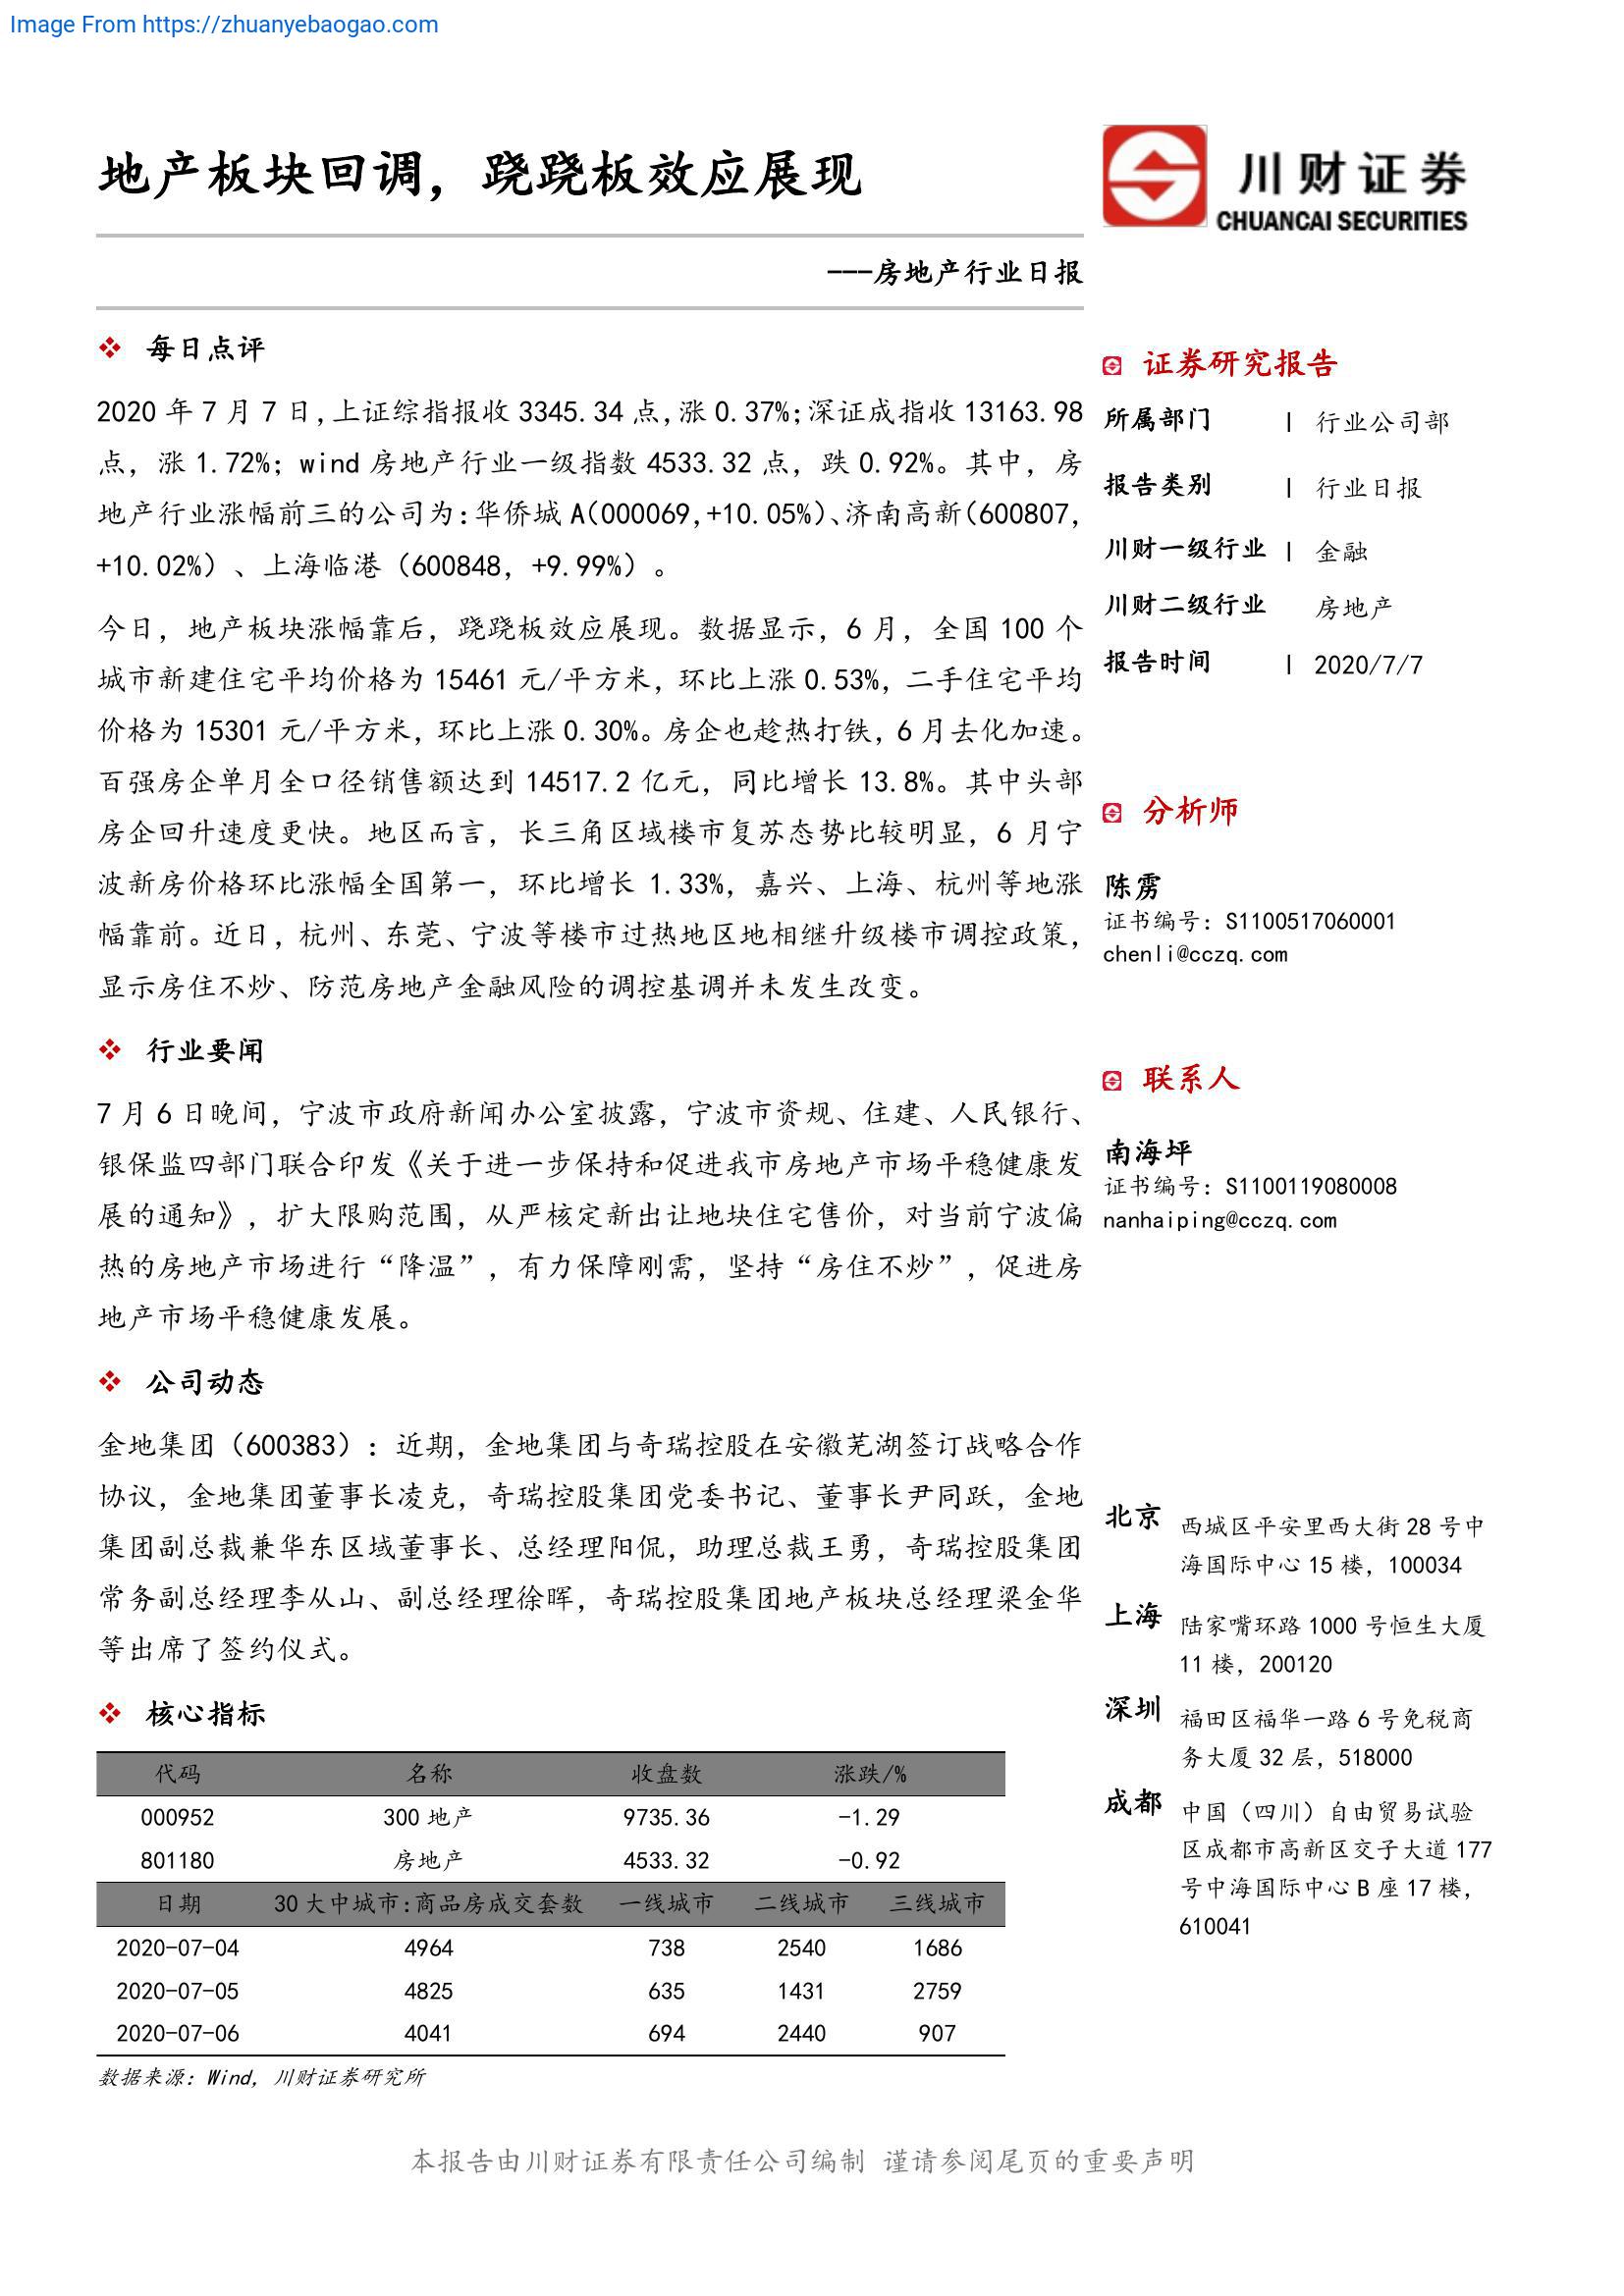 Image From https://zhuanyebaogao.com
地产板块回调，跷跷板效应展现
川财证券
CHUANCAI SECURITIES
---房地产行业日报
每日点评
2020 年 7 月 7 日，上证综指报收 3345.34 点，涨 0.37%；深证成指收 13163.98
点，涨 1.72%；wind 房地产行业一级指数 4533.32 点，跌 0.92%。其中，房
地产行业涨幅前三的公司为：华侨城 A（000069,+10.05%）、济南高新（600807,
+10.02%）、上海临港（600848，+9.99%）。
今日，地产板块涨幅靠后，跷跷板效应展现。数据显示，6 月，全国 100 个
城市新建住宅平均价格为 15461 元/平方米，环比上涨 0.53%，二手住宅平均
价格为 15301 元/平方米，环比上涨 0.30%。房企也趁热打铁，6 月去化加速。
百强房企单月全口径销售额达到 14517.2 亿元，同比增长 13.8%。其中头部
房企回升速度更快。地区而言，长三角区域楼市复苏态势比较明显，6 月宁
波新房价格环比涨幅全国第一，环比增长 1.33%，嘉兴、上海、杭州等地涨
幅靠前。近日，杭州、东莞、宁波等楼市过热地区地相继升级楼市调控政策，
显示房住不炒、防范房地产金融风险的调控基调并未发生改变。
行业要闻
7 月 6 日晚间，宁波市政府新闻办公室披露，宁波市资规、住建、人民银行、
银保监四部门联合印发《关于进一步保持和促进我市房地产市场平稳健康发
展的通知》，扩大限购范围，从严核定新出让地块住宅售价，对当前宁波偏
热的房地产市场进行“降温”，有力保障刚需，坚持“房住不炒”，促进房
地产市场平稳健康发展。
公司动态
金地集团（600383）：近期，金地集团与奇瑞控股在安徽芜湖签订战略合作
协议，金地集团董事长凌克，奇瑞控股集团党委书记、董事长尹同跃，金地
集团副总裁兼华东区域董事长、总经理阳侃，助理总裁王勇，奇瑞控股集团
常务副总经理李从山、副总经理徐晖，奇瑞控股集团地产板块总经理梁金华
等出席了签约仪式。
核心指标
代码 名称 收盘数 涨跌/%
000952 300 地产 9735.36 -1.29
801180 房地产 4533.32 -0.92
日期 30 大中城市:商品房成交套数 一线城市 二线城市 三线城市
2020-07-04 4964 738 2540 1686
2020-07-05 4825 635 1431 2759
2020-07-06 4041 694 2440 907
数据来源：Wind，川财证券研究所
证券研究报告
所属部门 | 行业公司部
报告类别 | 行业日报
川财一级行业 | 金融
川财二级行业 房地产
报告时间 | 2020/7/7
分析师
陈雳
证书编号：S1100517060001
chenli@cczq.com
联系人
南海坪
证书编号：S1100119080008
nanhaiping@cczq.com
北京 西城区平安里西大街 28 号中
海国际中心 15 楼，100034
上海 陆家嘴环路 1000 号恒生大厦
11 楼，200120
深圳 福田区福华一路 6 号免税商
务大厦 32 层，518000
成都 中国（四川）自由贸易试验
区成都市高新区交子大道 177
号中海国际中心 B 座 17 楼，
610041
本报告由川财证券有限责任公司编制 谨请参阅尾页的重要声明